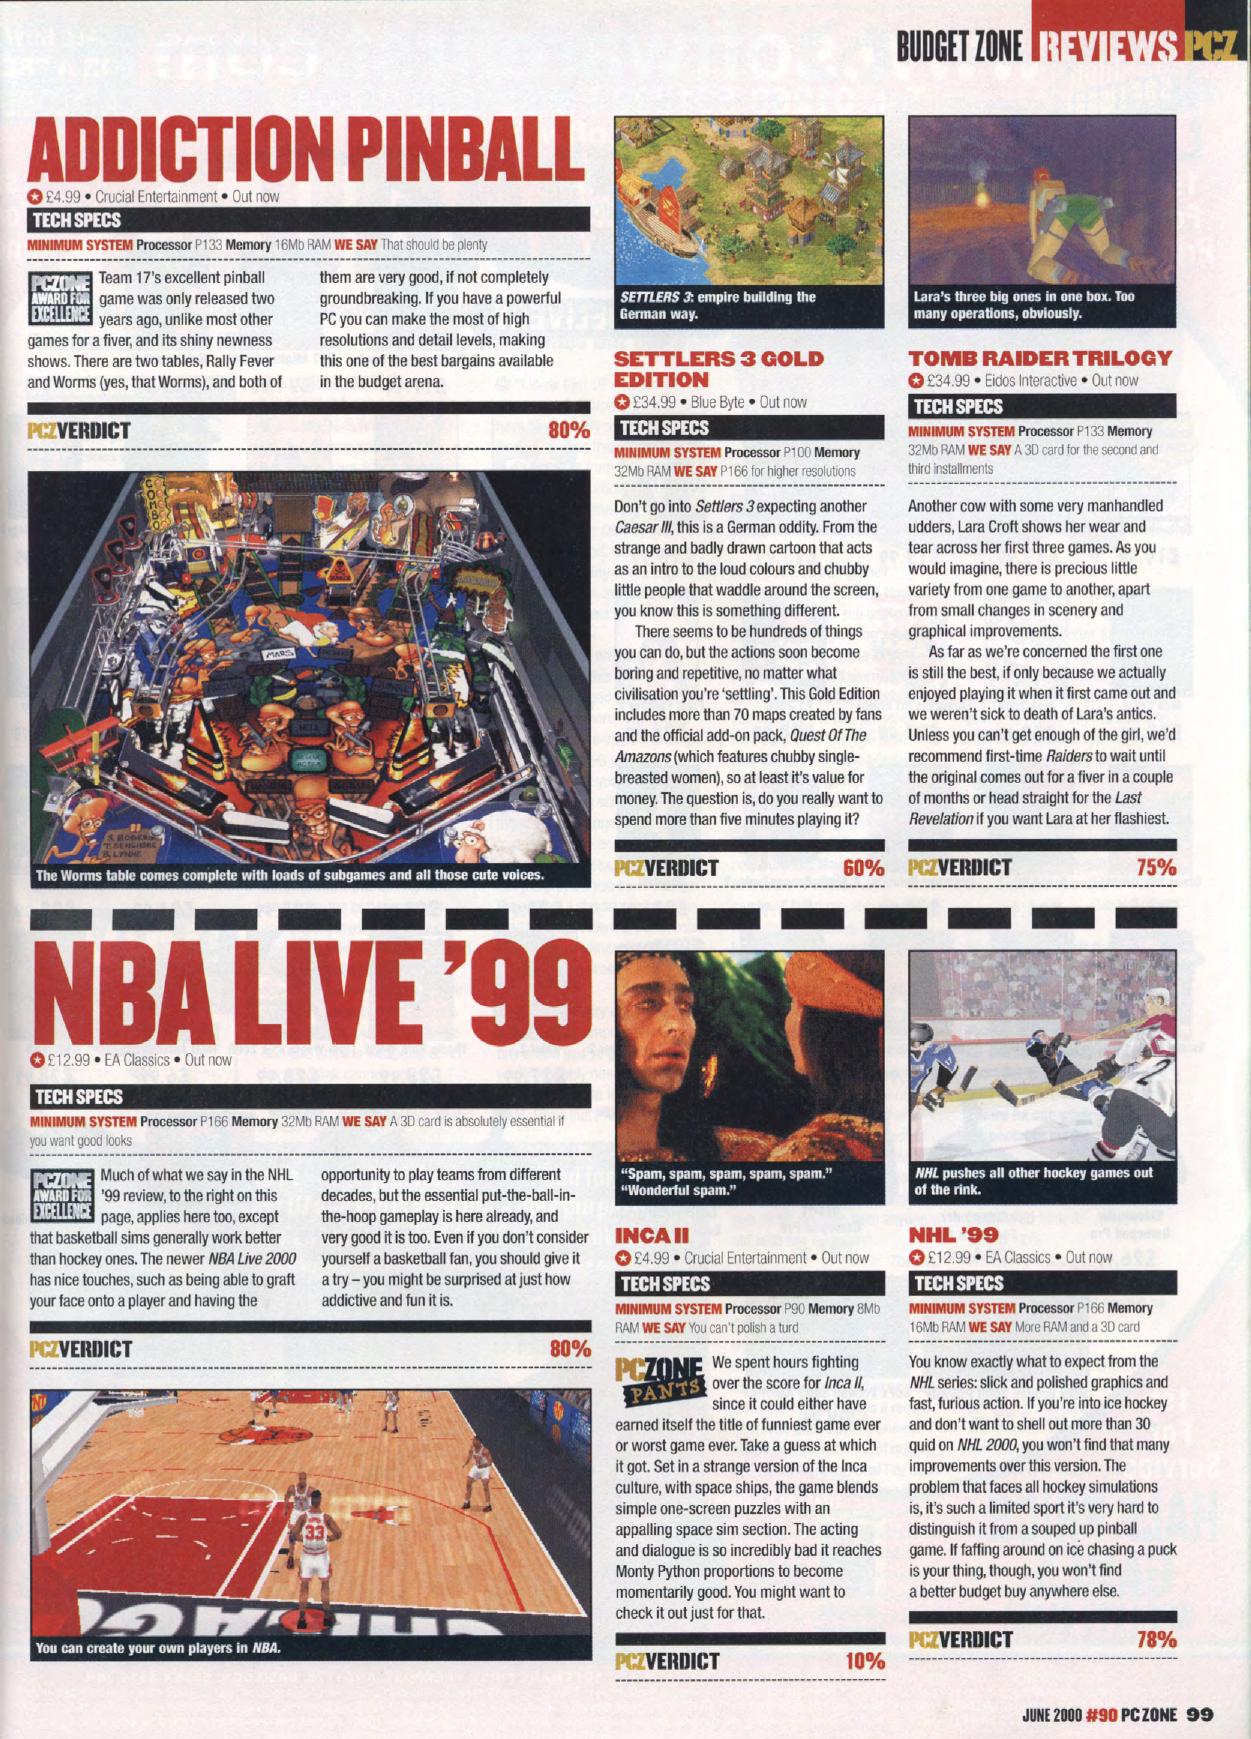 BUDGET ZONE REVIEWS PCZ
ADDICTION PINBALL
£4.99 • Crucial Entertainment • Out now
TECH SPECS
MINIMUM SYSTEM Processor P133 Memory 16Mb RAM WE SAY That should be plenty
PCZONE
AWARD FOR
EXCELLENCE
Team 17's excellent pinball
game was only released two
years ago, unlike most other
games for a fiver, and its shiny newness
shows. There are two tables, Rally Fever
and Worms (yes, that Worms), and both of
them are very good, if not completely
groundbreaking. If you have a powerful
PC you can make the most of high
resolutions and detail levels, making
this one of the best bargains available
in the budget arena.
PCZVERDICT 80%
COMBO
MARS
S. BODERS
T. SENGHORE
B. LYNNE
The Worms table comes complete with loads of subgames and all those cute voices.
SETTLERS 3: empire building the
German way.
SETTLERS 3 GOLD
EDITION
£34.99 • Blue Byte • Out now
TECH SPECS
MINIMUM SYSTEM Processor P100 Memory
32Mb RAM WE SAY P166 for higher resolutions
Don't go into Settlers 3 expecting another
Caesar III, this is a German oddity. From the
strange and badly drawn cartoon that acts
as an intro to the loud colours and chubby
little people that waddle around the screen,
you know this is something different.
There seems to be hundreds of things
you can do, but the actions soon become
boring and repetitive, no matter what
civilisation you're 'settling'. This Gold Edition
includes more than 70 maps created by fans
and the official add-on pack, Quest Of The
Amazons (which features chubby single-
breasted women), so at least it's value for
money. The question is, do you really want to
spend more than five minutes playing it?
PCZVERDICT 60%
Lara's three big ones in one box. Too
many operations, obviously.
TOMB RAIDER TRILOGY
£34.99 • Eidos Interactive • Out now
TECH SPECS
MINIMUM SYSTEM Processor P133 Memory
32Mb RAM WE SAY A 3D card for the second and
third installments
Another cow with some very manhandled
udders, Lara Croft shows her wear and
tear across her first three games. As you
would imagine, there is precious little
variety from one game to another, apart
from small changes in scenery and
graphical improvements.
As far as we're concerned the first one
is still the best, if only because we actually
enjoyed playing it when it first came out and
we weren't sick to death of Lara's antics.
Unless you can't get enough of the girl, we'd
recommend first-time Raiders to wait until
the original comes out for a fiver in a couple
of months or head straight for the Last
Revelation if you want Lara at her flashiest.
PCZVERDICT 75%
NBA LIVE '99
£12.99 • EA Classics • Out now
TECH SPECS
MINIMUM SYSTEM Processor P166 Memory 32Mb RAM WE SAY A 3D card is absolutely essential if
you want good looks
PCZONE
AWARD FOR
EXCELLENCE
Much of what we say in the NHL
'99 review, to the right on this
page, applies here too, except
that basketball sims generally work better
than hockey ones. The newer NBA Live 2000
has nice touches, such as being able to graft
your face onto a player and having the
opportunity to play teams from different
decades, but the essential put-the-ball-in-
the-hoop gameplay is here already, and
very good it is too. Even if you don't consider
yourself a basketball fan, you should give it
a try – you might be surprised at just how
addictive and fun it is.
PCZVERDICT 80%
33
You can create your own players in NBA.
"Spam, spam, spam, spam, spam."
"Wonderful spam."
INCA II
£4.99 • Crucial Entertainment • Out now
TECH SPECS
MINIMUM SYSTEM Processor P90 Memory 8Mb
RAM WE SAY You can't polish a turd
PCZONE
PANTS
We spent hours fighting
over the score for Inca II,
since it could either have
earned itself the title of funniest game ever
or worst game ever. Take a guess at which
it got. Set in a strange version of the Inca
culture, with space ships, the game blends
simple one-screen puzzles with an
appalling space sim section. The acting
and dialogue is so incredibly bad it reaches
Monty Python proportions to become
momentarily good. You might want to
check it out just for that.
PCZVERDICT 10%
2
NHL pushes all other hockey games out
of the rink.
NHL '99
£12.99 • EA Classics • Out now
TECH SPECS
MINIMUM SYSTEM Processor P166 Memory
16Mb RAM WE SAY More RAM and a 3D card
You know exactly what to expect from the
NHL series: slick and polished graphics and
fast, furious action. If you're into ice hockey
and don't want to shell out more than 30
quid on NHL 2000, you won't find that many
improvements over this version. The
problem that faces all hockey simulations
is, it's such a limited sport it's very hard to
distinguish it from a souped up pinball
game. If faffing around on ice chasing a puck
is your thing, though, you won't find
a better budget buy anywhere else.
PCZVERDICT 78%
JUNE 2000 #90 PC ZONE 99